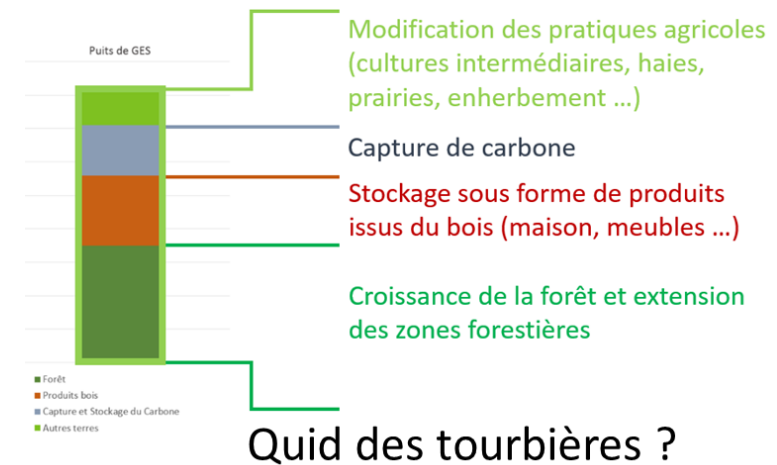 Puits de GES
Modification des pratiques agricoles
(cultures intermédiaires, haies,
prairies, enherbement ...)
Capture de carbone
Stockage sous forme de produits
issus du bois (maison, meubles ...)
Croissance de la forêt et extension
des zones forestières
Forêt
Produits bois
Capture et Stockage du Carbone
Autres terres
Quid des tourbières ?